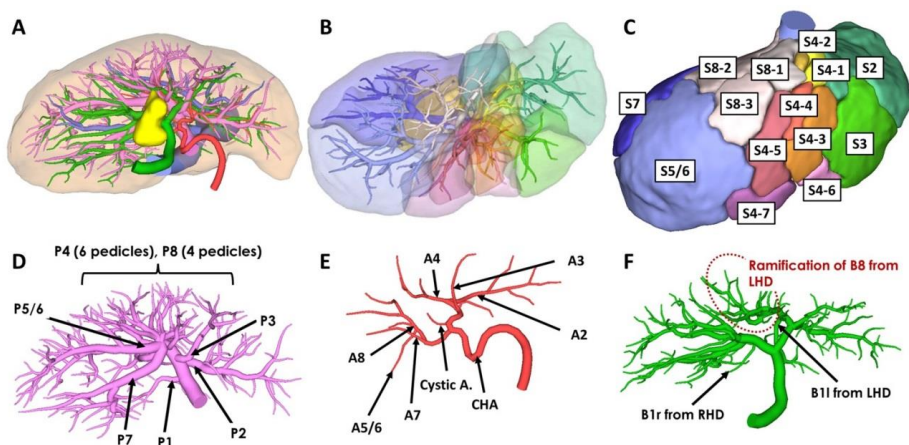 A
B
C
S4-2
S8-2
S8-1
S4-1
S2
S7
S8-3
S4-4
S4-3
S3
S4-5
S5/6
S4-6
S4-7
D
P4 (6 pedicles), P8 (4 pedicles)
P5/6
P3
P7
P1
P2
E
A4
A3
A2
A8
Cystic A.
A5/6
A7
CHA
F
Ramification of B8 from
LHD
B1r from RHD
B1l from LHD